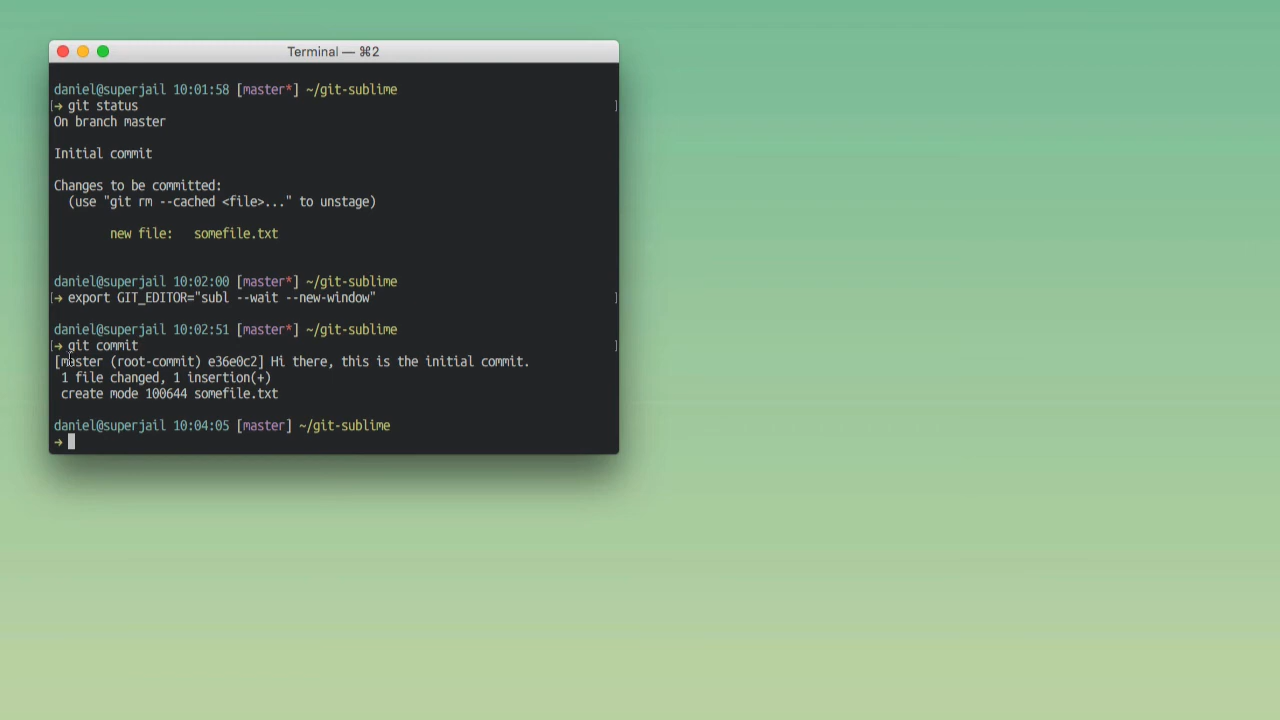 Terminal — ⌘2
daniel@superjail 10:01:58 [master*] ~/git-sublime
[→ git status ]
On branch master
Initial commit
Changes to be committed:
(use "git rm --cached <file>..." to unstage)
new file: somefile.txt
daniel@superjail 10:02:00 [master*] ~/git-sublime
[→ export GIT_EDITOR="subl --wait --new-window" ]
daniel@superjail 10:02:51 [master*] ~/git-sublime
[→ git commit ]
[master (root-commit) e36e0c2] Hi there, this is the initial commit.
1 file changed, 1 insertion(+)
create mode 100644 somefile.txt
daniel@superjail 10:04:05 [master] ~/git-sublime
→